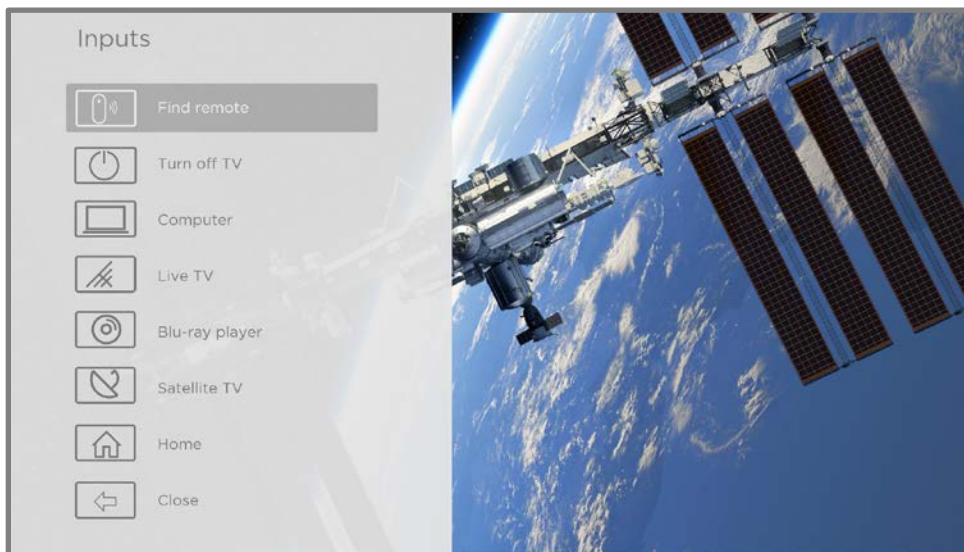 Inputs
Find remote
Turn off TV
Computer
Live TV
Blu-ray player
Satellite TV
Home
Close